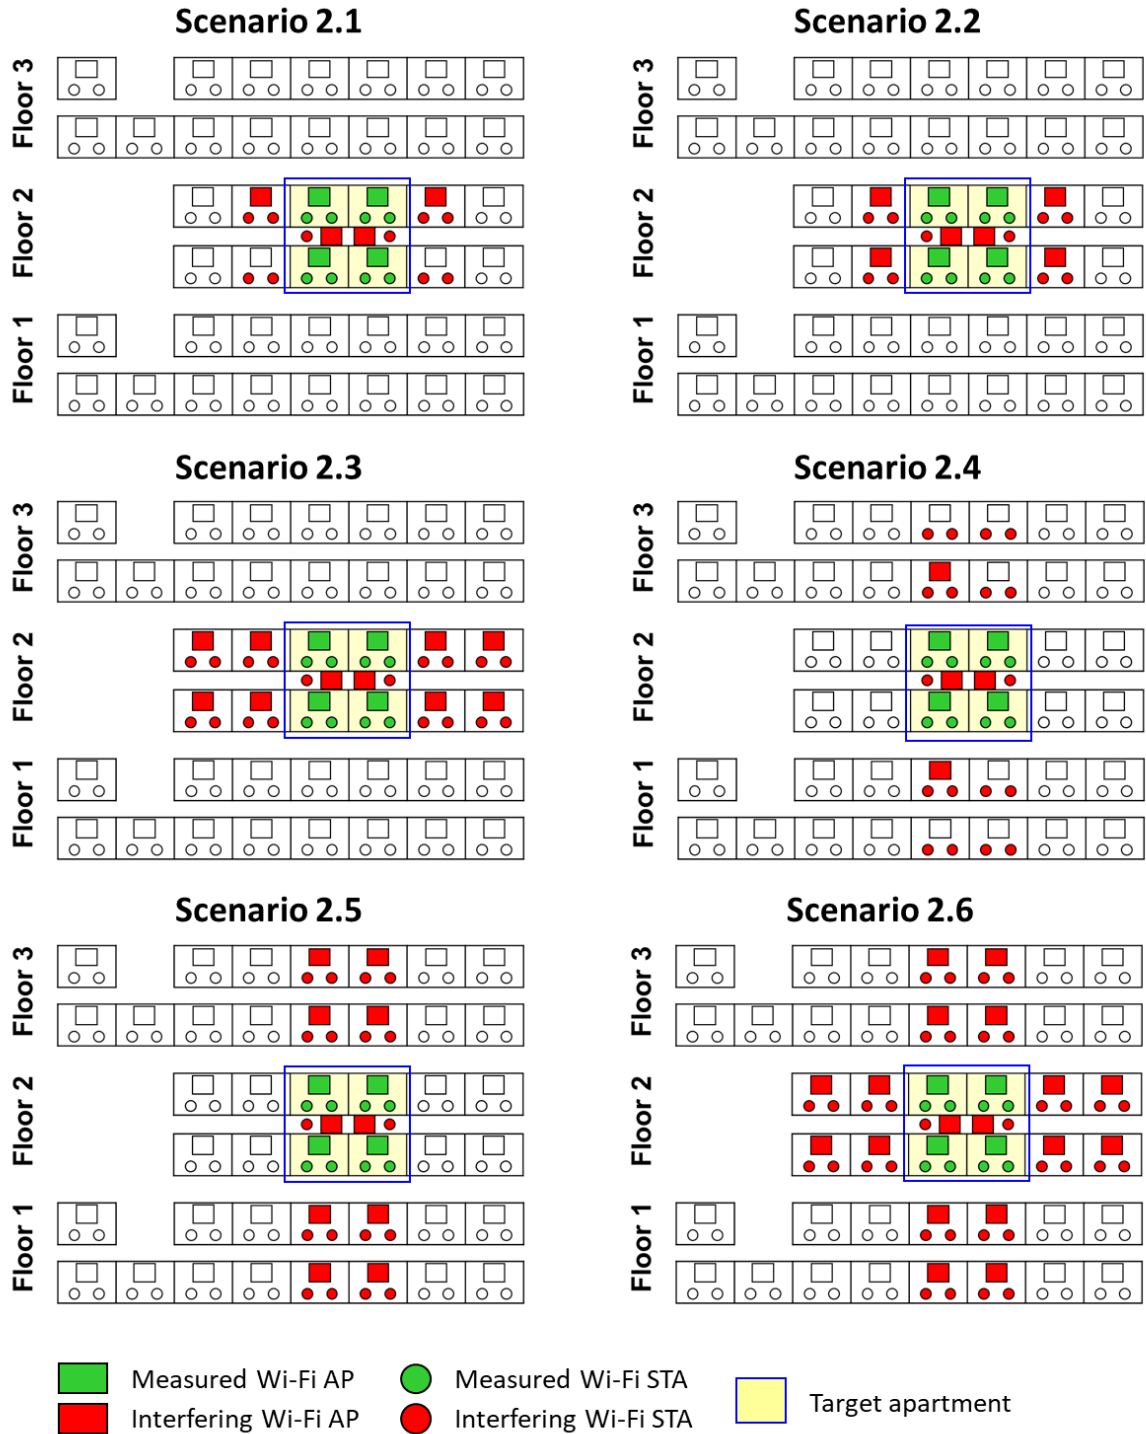 Scenario 2.1
Scenario 2.2
Floor 3
Floor 2
Floor 1
Floor 3
Floor 2
Floor 1
Scenario 2.3
Scenario 2.4
Floor 3
Floor 2
Floor 1
Floor 3
Floor 2
Floor 1
Scenario 2.5
Scenario 2.6
Floor 3
Floor 2
Floor 1
Floor 3
Floor 2
Floor 1
Measured Wi-Fi AP
Measured Wi-Fi STA
Interfering Wi-Fi AP
Interfering Wi-Fi STA
Target apartment